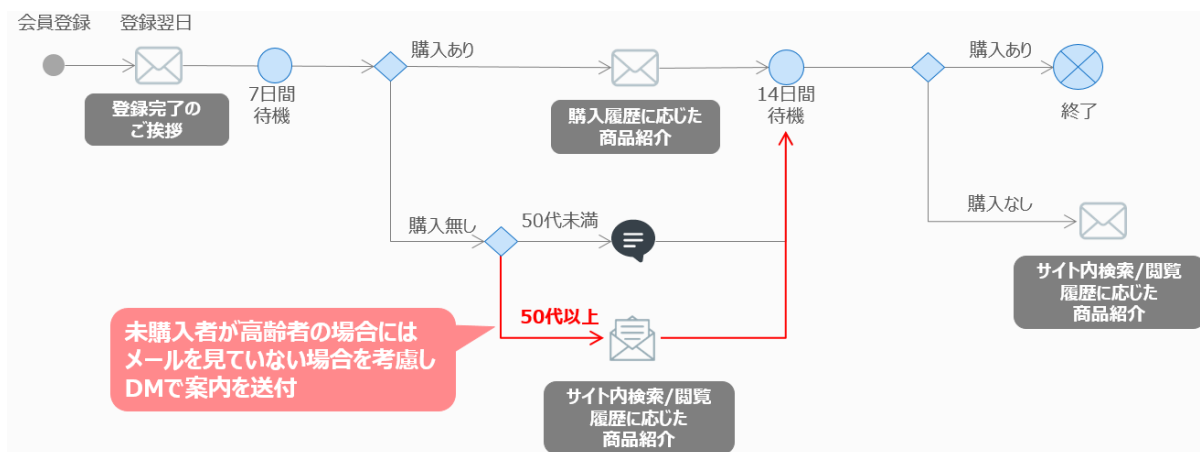 会員登録
登録翌日
登録完了の
ご挨拶
7日間
待機
購入あり
購入履歴に応じた
商品紹介
14日間
待機
購入あり
終了
購入無し
50代未満
購入なし
サイト内検索/閲覧
履歴に応じた
商品紹介
50代以上
未購入者が高齢者の場合には
メールを見ていない場合を考慮し
DMで案内を送付
サイト内検索/閲覧
履歴に応じた
商品紹介